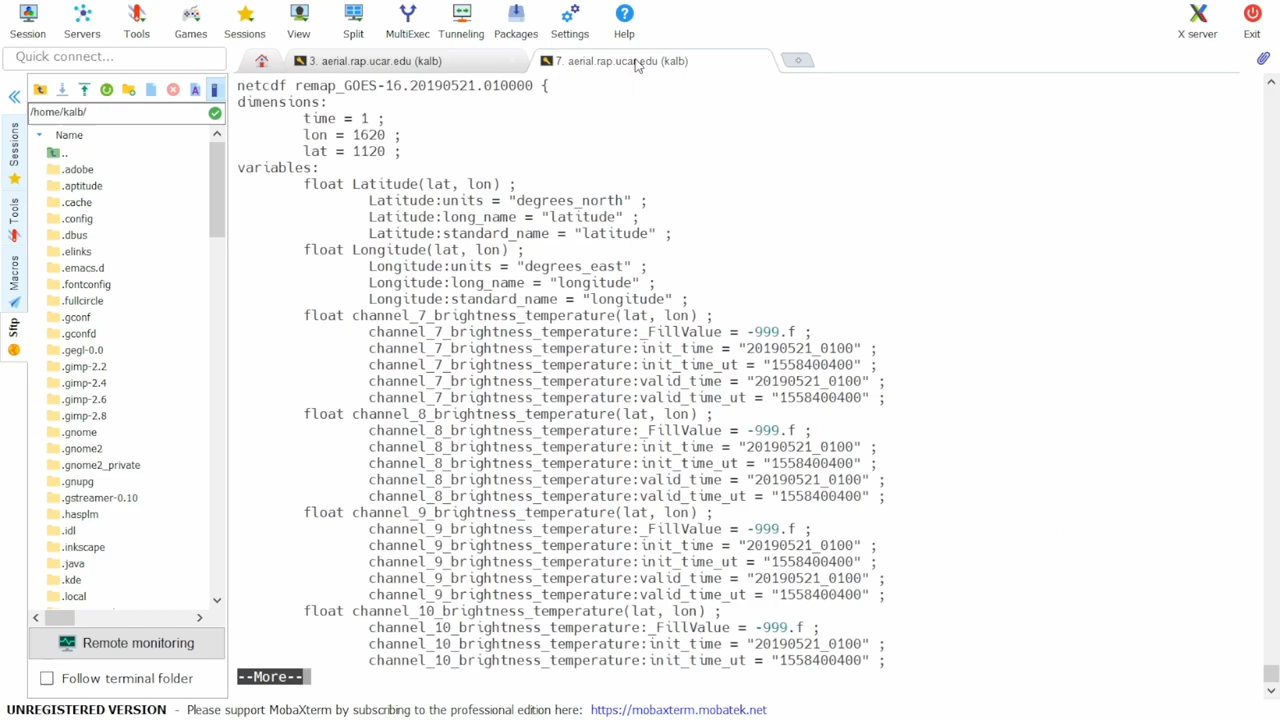 Session
Servers
Tools
Games
Sessions
View
Split
MultiExec
Tunneling
Packages
Settings
Help
X server
Exit
Quick connect...
3. aerial.rap.ucar.edu (kalb)
7. aerial.rap.ucar.edu (kalb)
Sessions
Tools
Macros
Sftp
/home/kalb/
Name
..
.adobe
.aptitude
.cache
.config
.dbus
.elinks
.emacs.d
.fontconfig
.fullcircle
.gconf
.gconfd
.gegl-0.0
.gimp-2.2
.gimp-2.4
.gimp-2.6
.gimp-2.8
.gnome
.gnome2
.gnome2_private
.gnupg
.gstreamer-0.10
.hasplm
.idl
.inkscape
.java
.kde
.local
Remote monitoring
Follow terminal folder
netcdf remap_GOES-16.20190521.010000 {
dimensions:
time = 1 ;
lon = 1620 ;
lat = 1120 ;
variables:
float Latitude(lat, lon) ;
Latitude:units = "degrees_north" ;
Latitude:long_name = "latitude" ;
Latitude:standard_name = "latitude" ;
float Longitude(lat, lon) ;
Longitude:units = "degrees_east" ;
Longitude:long_name = "longitude" ;
Longitude:standard_name = "longitude" ;
float channel_7_brightness_temperature(lat, lon) ;
channel_7_brightness_temperature:_FillValue = -999.f ;
channel_7_brightness_temperature:init_time = "20190521_0100" ;
channel_7_brightness_temperature:init_time_ut = "1558400400" ;
channel_7_brightness_temperature:valid_time = "20190521_0100" ;
channel_7_brightness_temperature:valid_time_ut = "1558400400" ;
float channel_8_brightness_temperature(lat, lon) ;
channel_8_brightness_temperature:_FillValue = -999.f ;
channel_8_brightness_temperature:init_time = "20190521_0100" ;
channel_8_brightness_temperature:init_time_ut = "1558400400" ;
channel_8_brightness_temperature:valid_time = "20190521_0100" ;
channel_8_brightness_temperature:valid_time_ut = "1558400400" ;
float channel_9_brightness_temperature(lat, lon) ;
channel_9_brightness_temperature:_FillValue = -999.f ;
channel_9_brightness_temperature:init_time = "20190521_0100" ;
channel_9_brightness_temperature:init_time_ut = "1558400400" ;
channel_9_brightness_temperature:valid_time = "20190521_0100" ;
channel_9_brightness_temperature:valid_time_ut = "1558400400" ;
float channel_10_brightness_temperature(lat, lon) ;
channel_10_brightness_temperature:_FillValue = -999.f ;
channel_10_brightness_temperature:init_time = "20190521_0100" ;
channel_10_brightness_temperature:init_time_ut = "1558400400" ;
--More--
UNREGISTERED VERSION - Please support MobaXterm by subscribing to the professional edition here: https://mobaxterm.mobatek.net